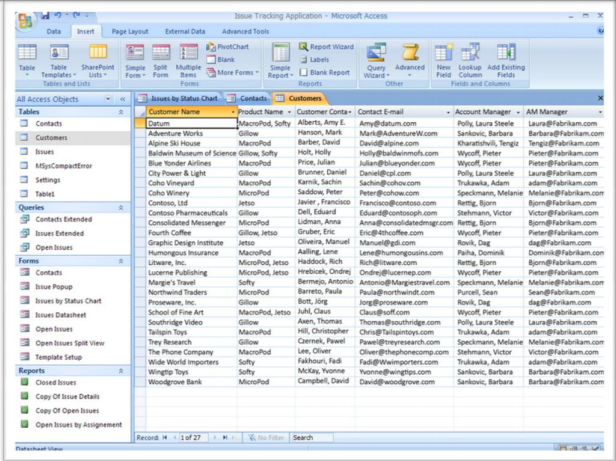 Issue Tracking Application - Microsoft Access
Data Insert Page Layout External Data Advanced Tools
Table
Table Templates
SharePoint Lists
Simple Form
Split Form
Multiple Items
PivotChart
Blank
More Forms
Simple Report
Report Wizard
Labels
Blank Report
Query Wizard
Advanced
New Field
Lookup Column
Add Existing Fields
Tables and Lists Forms Reports Other Fields and Columns
All Access Objects
Tables
Contacts
Customers
Issues
MSysCompactError
Settings
Table1
Queries
Contacts Extended
Issues Extended
Open Issues
Forms
Contacts
Issue Popup
Issues by Status Chart
Issues Datasheet
Open Issues
Open Issues Split View
Template Setup
Reports
Closed Issues
Copy Of Issue Details
Copy Of Open Issues
Open Issues by Assignement
Issues by Status Chart Contacts Customers
Customer Name Product Name Customer Conta Contact E-mail Account Manager AM Manager
Datum MacroPod, Softy Alberts, Amy E. Amy@datum.com Polly, Laura Steele Laura@Fabrikam.com
Adventure Works Gillow Hanson, Mark Mark@AdventureW.com Sankovic, Barbara Barbara@Fabrikam.com
Alpine Ski House MacroPod Barber, David David@alpine.com Kharatishvili, Tengiz Tengiz@Fabrikam.com
Baldwin Museum of Science Gillow, Softy Holt, Holly Holly@baldwinmofs.com Wycoff, Pieter Pieter@Fabrikam.com
Blue Yonder Airlines MacroPod Price, Julian Julian@blueyonder.com Wycoff, Pieter Pieter@Fabrikam.com
City Power & Light Gillow Brunner, Daniel Daniel@cpl.com Polly, Laura Steele Laura@Fabrikam.com
Coho Vineyard MacroPod Karnik, Sachin Sachin@cohov.com Trukawka, Adam adam@Fabrikam.com
Coho Winery MacroPod Saddow, Peter Peter@cohow.com Speckmann, Melanie Melanie@Fabrikam.com
Contoso, Ltd Jetso Javier , Francisco Francisco@contoso.com Rettig, Bjorn Bjorn@Fabrikam.com
Contoso Pharmaceuticals Gillow Dell, Eduard Eduard@contosoph.com Stehmann, Victor Victor@Fabrikam.com
Consolidated Messenger MicroPod Lidman, Anna Anna@consolidatedmsgr.com Rettig, Bjorn Bjorn@Fabrikam.com
Fourth Coffee Gillow, Jetso Gruber, Eric Eric@4thcoffee.com Wycoff, Pieter Pieter@Fabrikam.com
Graphic Design Institute Jetso Oliveira, Manuel Manuel@gdi.com Rovik, Dag dag@Fabrikam.com
Humongous Insurance MacroPod Aalling, Lene Lene@humongousins.com Paiha, Dominik Dominik@Fabrikam.com
Litware, Inc. MicroPod, Jetso Haddock, Rich Rich@litware.com Rettig, Bjorn Bjorn@Fabrikam.com
Lucerne Publishing MicroPod, Jetso Hrebicek, Ondrej Ondrej@lucernep.com Wycoff, Pieter Pieter@Fabrikam.com
Margie's Travel Softy Bermejo, Antonio Antonio@Margiestravel.com Speckmann, Melanie Melanie@Fabrikam.com
Northwind Traders MicroPod Barreto, Paula Paula@northwindt.com Purcell, Sean Sean@Fabrikam.com
Proseware, Inc. Gillow Bott, Jörg Jorg@proseware.com Rovik, Dag dag@Fabrikam.com
School of Fine Art MacroPod, Jetso Juhl, Claus Claus@soff.com Wycoff, Pieter Pieter@Fabrikam.com
Southridge Video Gillow Axen, Thomas Thomas@southridge.com Polly, Laura Steele Laura@Fabrikam.com
Tailspin Toys MacroPod Hill, Christopher Chris@Tailspintoys.com Trukawka, Adam adam@Fabrikam.com
Trey Research Gillow Czernek, Pawel Pawel@treyresearch.com Speckmann, Melanie Melanie@Fabrikam.com
The Phone Company MacroPod Lee, Oliver Oliver@thephonecomp.com Stehmann, Victor Victor@Fabrikam.com
Wide World Importers Softy Fakhouri, Fadi Fadi@Wwimporters.com Trukawka, Adam adam@Fabrikam.com
Wingtip Toys Softy McKay, Yvonne Yvonne@wingtips.com Sankovic, Barbara Barbara@Fabrikam.com
Woodgrove Bank MicroPod Campbell, David David@woodgrove.com Sankovic, Barbara Barbara@Fabrikam.com
Record: 1 of 27 No Filter Search
Datasheet View